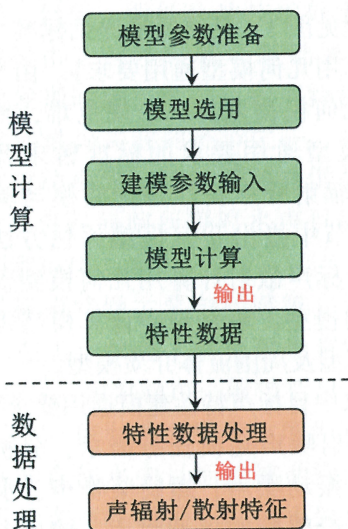 模型参数准备
模型选用
建模参数输入
模型计算
模型计算
输出
特性数据
数据处理
特性数据处理
输出
声辐射/散射特征